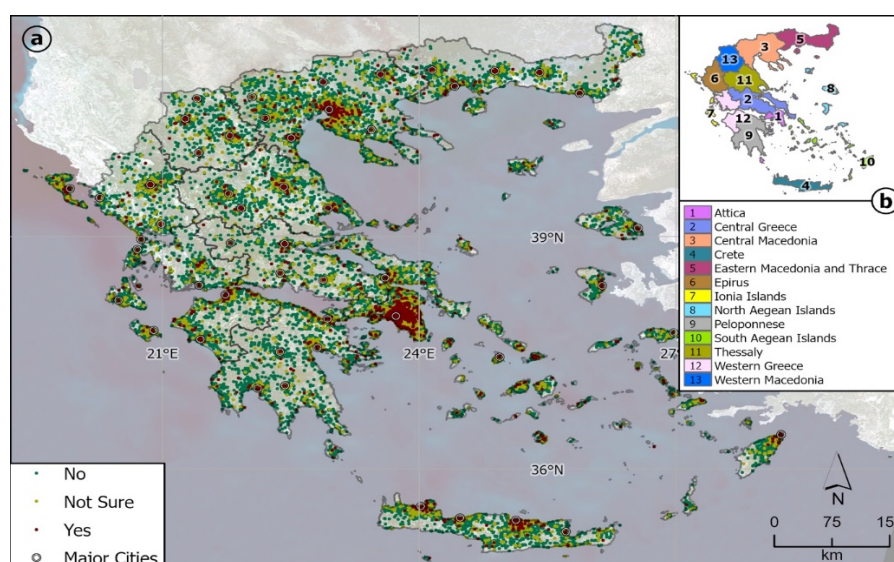 a
21°E
24°E
27°
39°N
36°N
No
Not Sure
Yes
Major Cities
N
0 75 15
km
b
1
2
3
4
5
6
7
8
9
10
11
12
13
1 Attica
2 Central Greece
3 Central Macedonia
4 Crete
5 Eastern Macedonia and Thrace
6 Epirus
7 Ionia Islands
8 North Aegean Islands
9 Peloponnese
10 South Aegean Islands
11 Thessaly
12 Western Greece
13 Western Macedonia